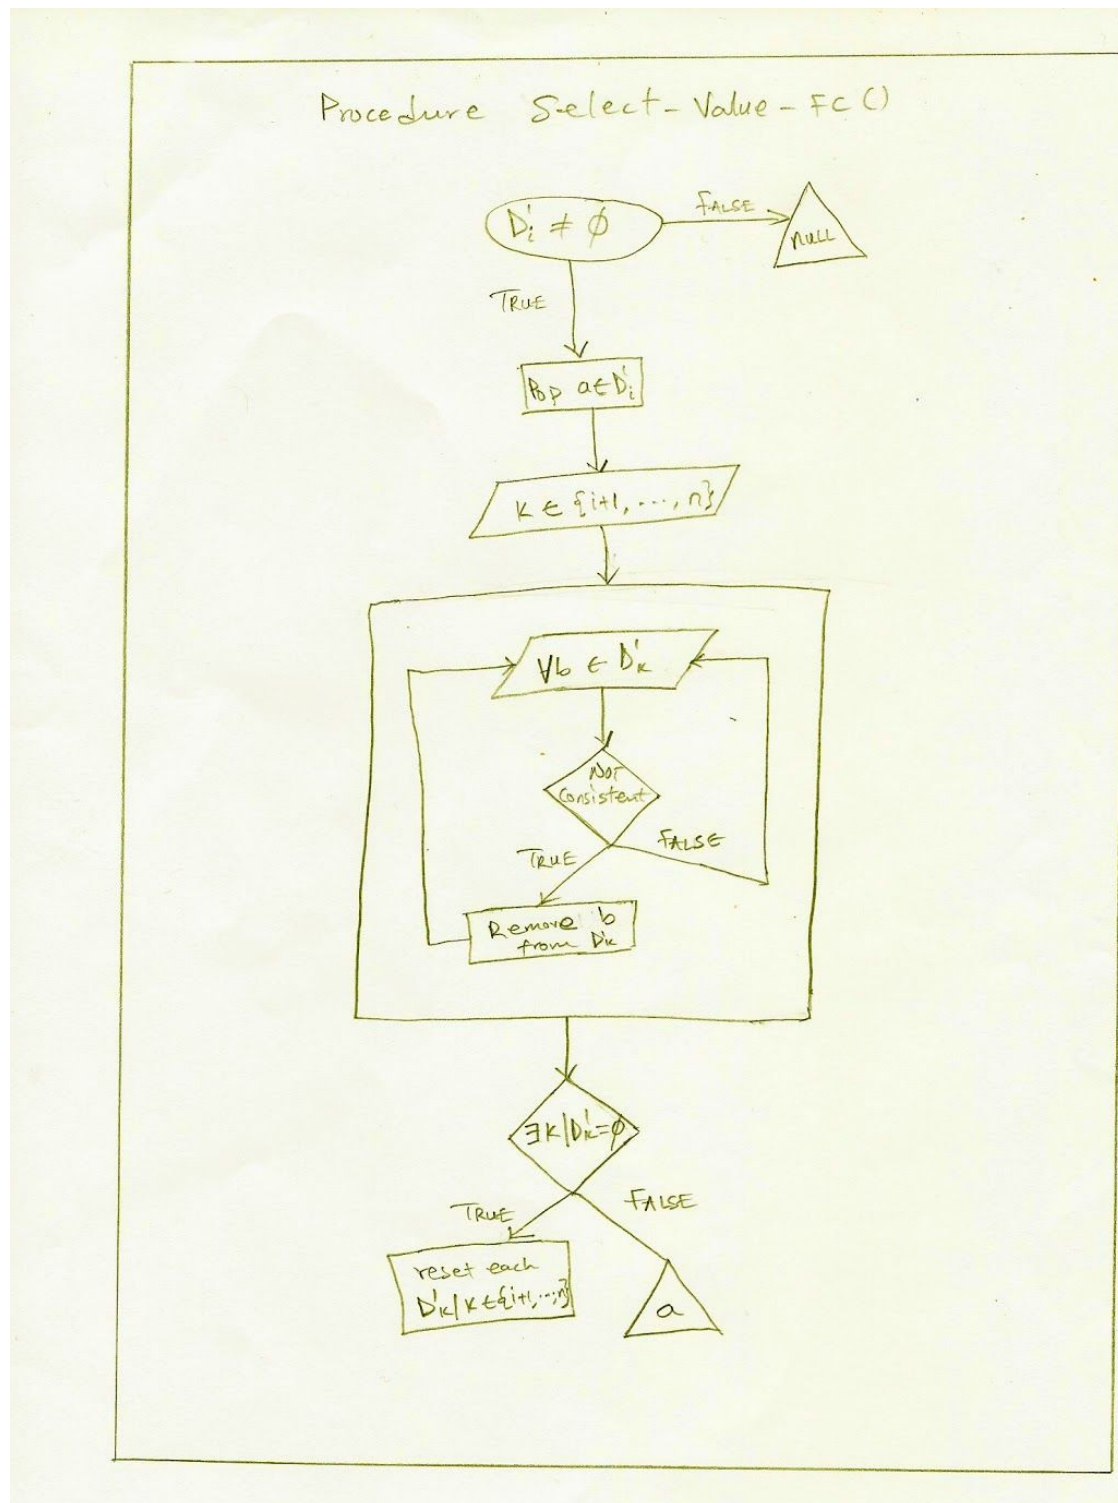 Procedure Select-Value-FC()
D'i ≠ ∅
FALSE
NULL
TRUE
Pop a∈D'i
K ∈ {i+1, ..., n}
∀b ∈ D'K
Not
Consistent
TRUE
FALSE
Remove b
from D'K
∃K|D'K=∅
TRUE
FALSE
reset each
D'K|K∈{i+1,...,n}
a